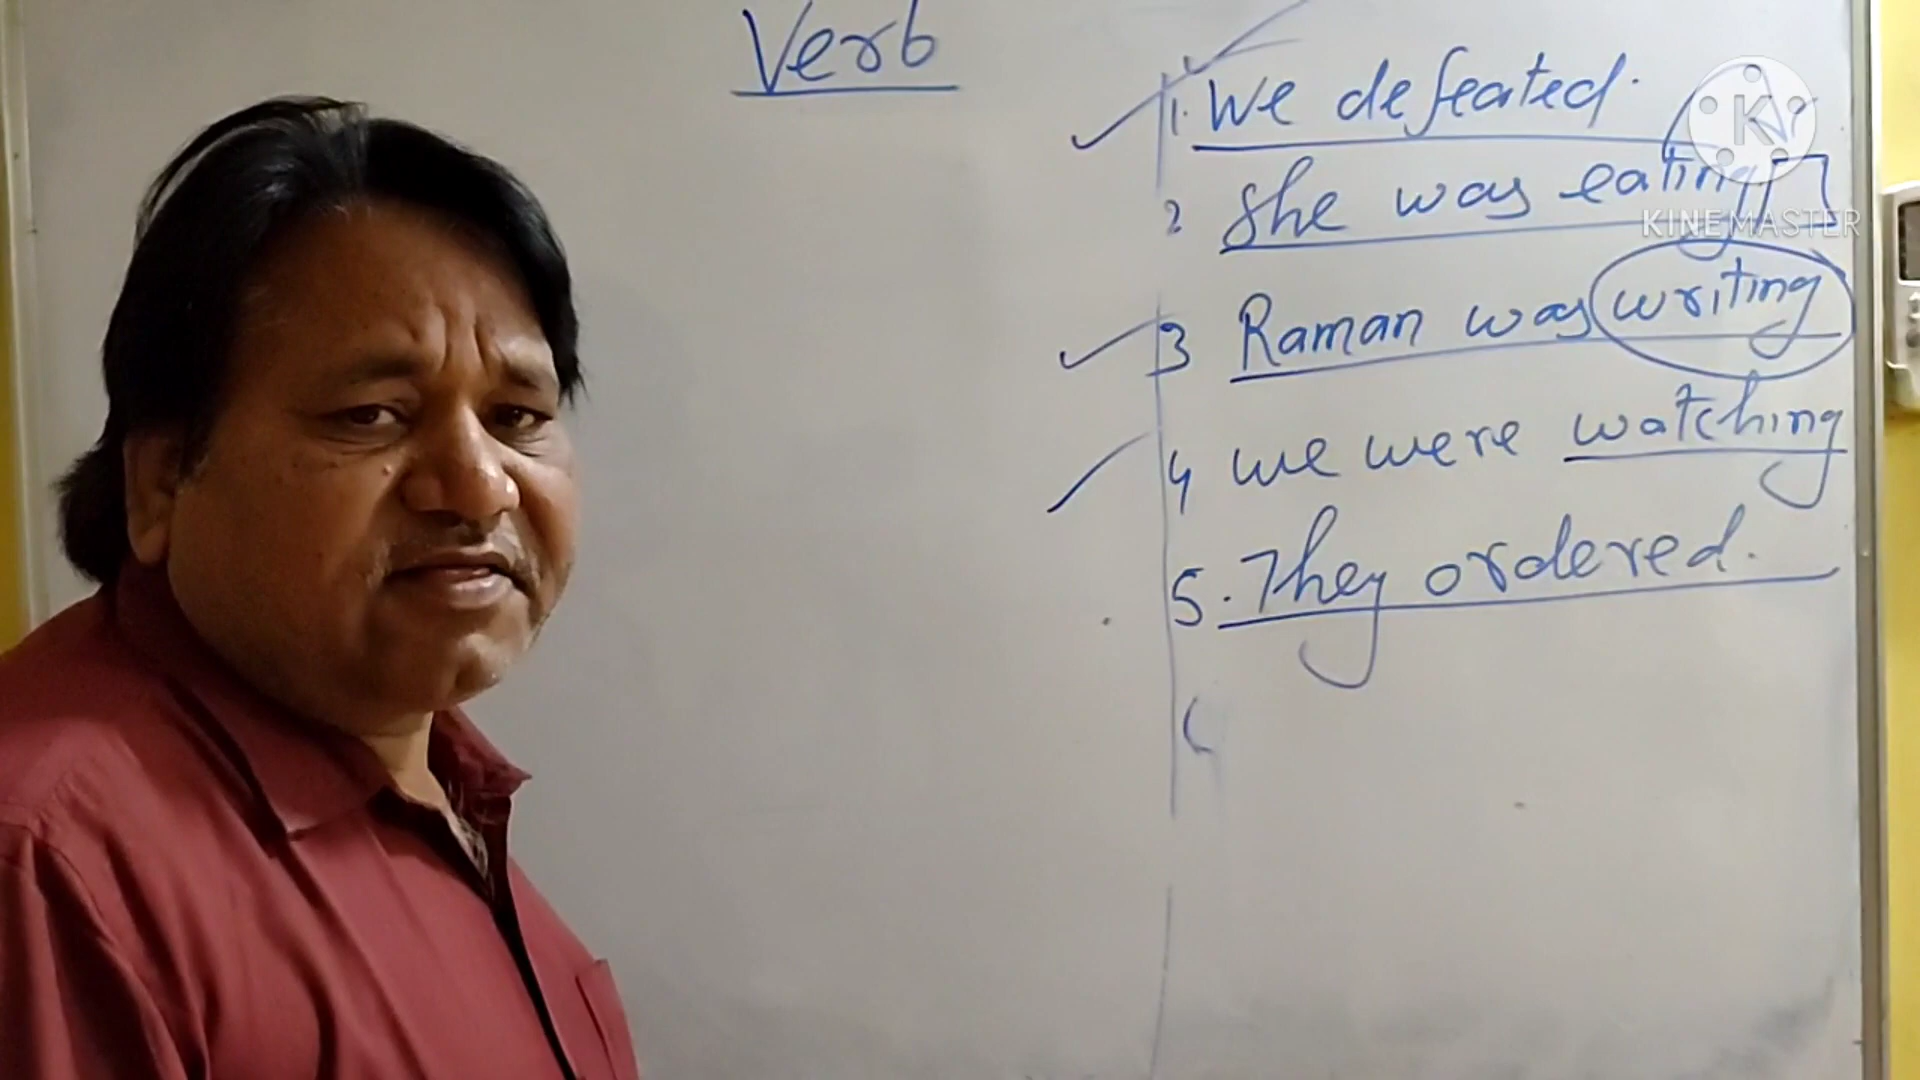 Verb
1. We defeated.
2 She was eating
3 Raman was writing
4 we were watching
5. They ordered.
KINEMASTER